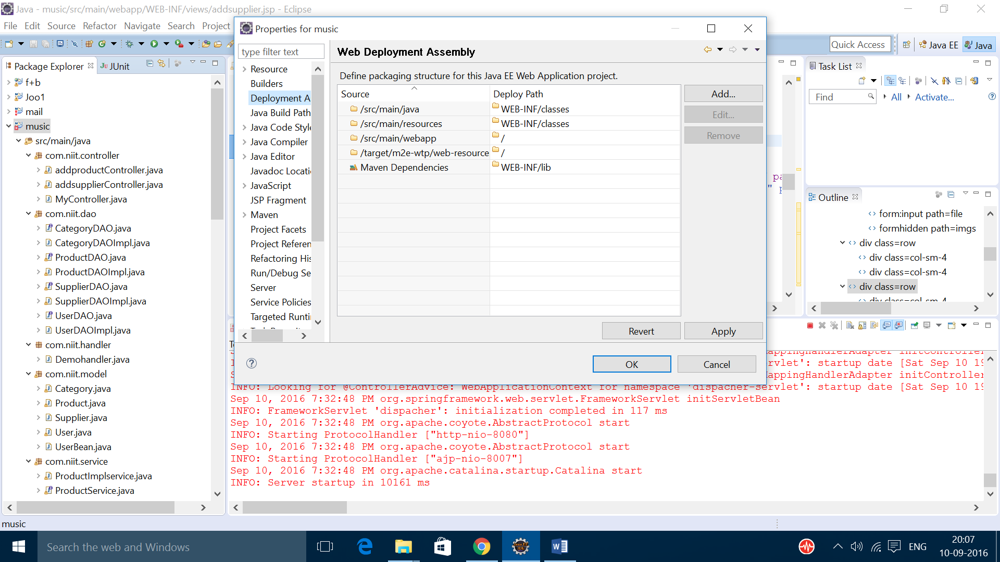 Java - music/src/main/webapp/WEB-INF/views/addsupplier.jsp - Eclipse
File Edit Source Refactor Navigate Search Project
Quick Access
Java EE
Java
Package Explorer
JUnit
f+b
Joo1
mail
music
src/main/java
com.niit.controller
addproductController.java
addsupplierController.java
MyController.java
com.niit.dao
CategoryDAO.java
CategoryDAOImpl.java
ProductDAO.java
ProductDAOImpl.java
SupplierDAO.java
SupplierDAOImpl.java
UserDAO.java
UserDAOImpl.java
com.niit.handler
Demohandler.java
com.niit.model
Category.java
Product.java
Supplier.java
User.java
UserBean.java
com.niit.service
ProductImplservice.java
ProductService.java
music
Properties for music
type filter text
Resource
Builders
Deployment A
Java Build Path
Java Code Style
Java Compiler
Java Editor
Javadoc Locati
JavaScript
JSP Fragment
Maven
Project Facets
Project Referen
Refactoring His
Run/Debug Se
Server
Service Policies
Targeted Runti
Web Deployment Assembly
Define packaging structure for this Java EE Web Application project.
Source Deploy Path
/src/main/java WEB-INF/classes
/src/main/resources WEB-INF/classes
/src/main/webapp /
/target/m2e-wtp/web-resource /
Maven Dependencies WEB-INF/lib
Add...
Edit...
Remove
Revert
Apply
OK
Cancel
pa
" p
Task List
Find
All
Activate...
Outline
form:input path=file
formhidden path=imgs
div class=row
div class=col-sm-4
div class=col-sm-4
div class=row
div class=col-sm-4
appingHandlerAdapter initController
rvlet': startup date [Sat Sep 10 19
MappingHandlerAdapter initController
INFO: Looking for @ControllerAdvice: WebApplicationContext for namespace 'dispacher-servlet': startup date [Sat Sep 10 19
Sep 10, 2016 7:32:48 PM org.springframework.web.servlet.FrameworkServlet initServletBean
INFO: FrameworkServlet 'dispacher': initialization completed in 117 ms
Sep 10, 2016 7:32:48 PM org.apache.coyote.AbstractProtocol start
INFO: Starting ProtocolHandler ["http-nio-8080"]
Sep 10, 2016 7:32:48 PM org.apache.coyote.AbstractProtocol start
INFO: Starting ProtocolHandler ["ajp-nio-8007"]
Sep 10, 2016 7:32:48 PM org.apache.catalina.startup.Catalina start
INFO: Server startup in 10161 ms
Search the web and Windows
Java EE
IDE
ENG
20:07
10-09-2016